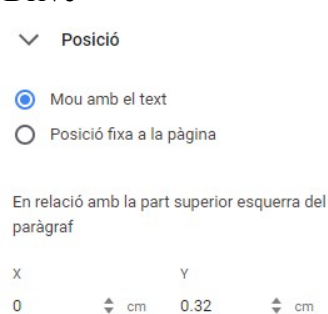 Posició
Mou amb el text
Posició fixa a la pàgina
En relació amb la part superior esquerra del
paràgraf
X Y
0 cm 0.32 cm